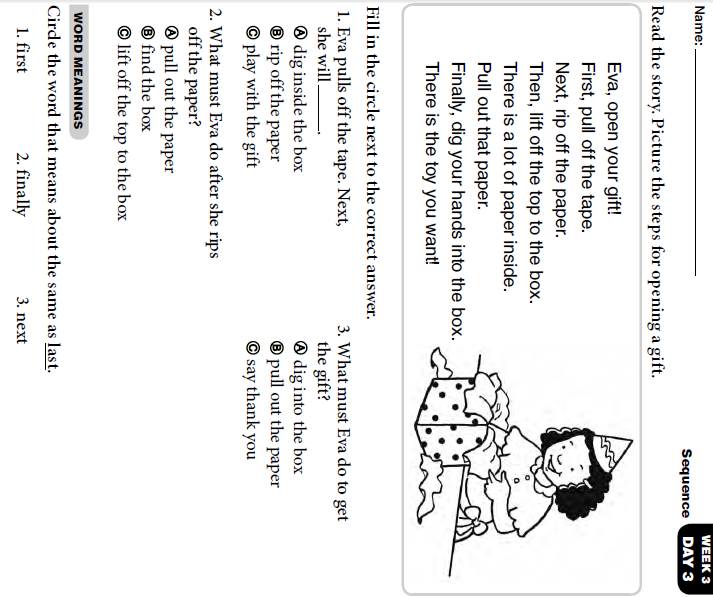 Name:
WEEK 3
DAY 3
Sequence
Read the story. Picture the steps for opening a gift.
Eva, open your gift!
First, pull off the tape.
Next, rip off the paper.
Then, lift off the top to the box.
There is a lot of paper inside.
Pull out that paper.
Finally, dig your hands into the box.
There is the toy you want!
Fill in the circle next to the correct answer.
1. Eva pulls off the tape. Next,
she will ______.
Ⓐ dig inside the box
Ⓑ rip off the paper
Ⓒ play with the gift
2. What must Eva do after she rips
off the paper?
Ⓐ pull out the paper
Ⓑ find the box
Ⓒ lift off the top to the box
3. What must Eva do to get
the gift?
Ⓐ dig into the box
Ⓑ pull out the paper
Ⓒ say thank you
WORD MEANINGS
Circle the word that means about the same as last.
1. first 2. finally 3. next